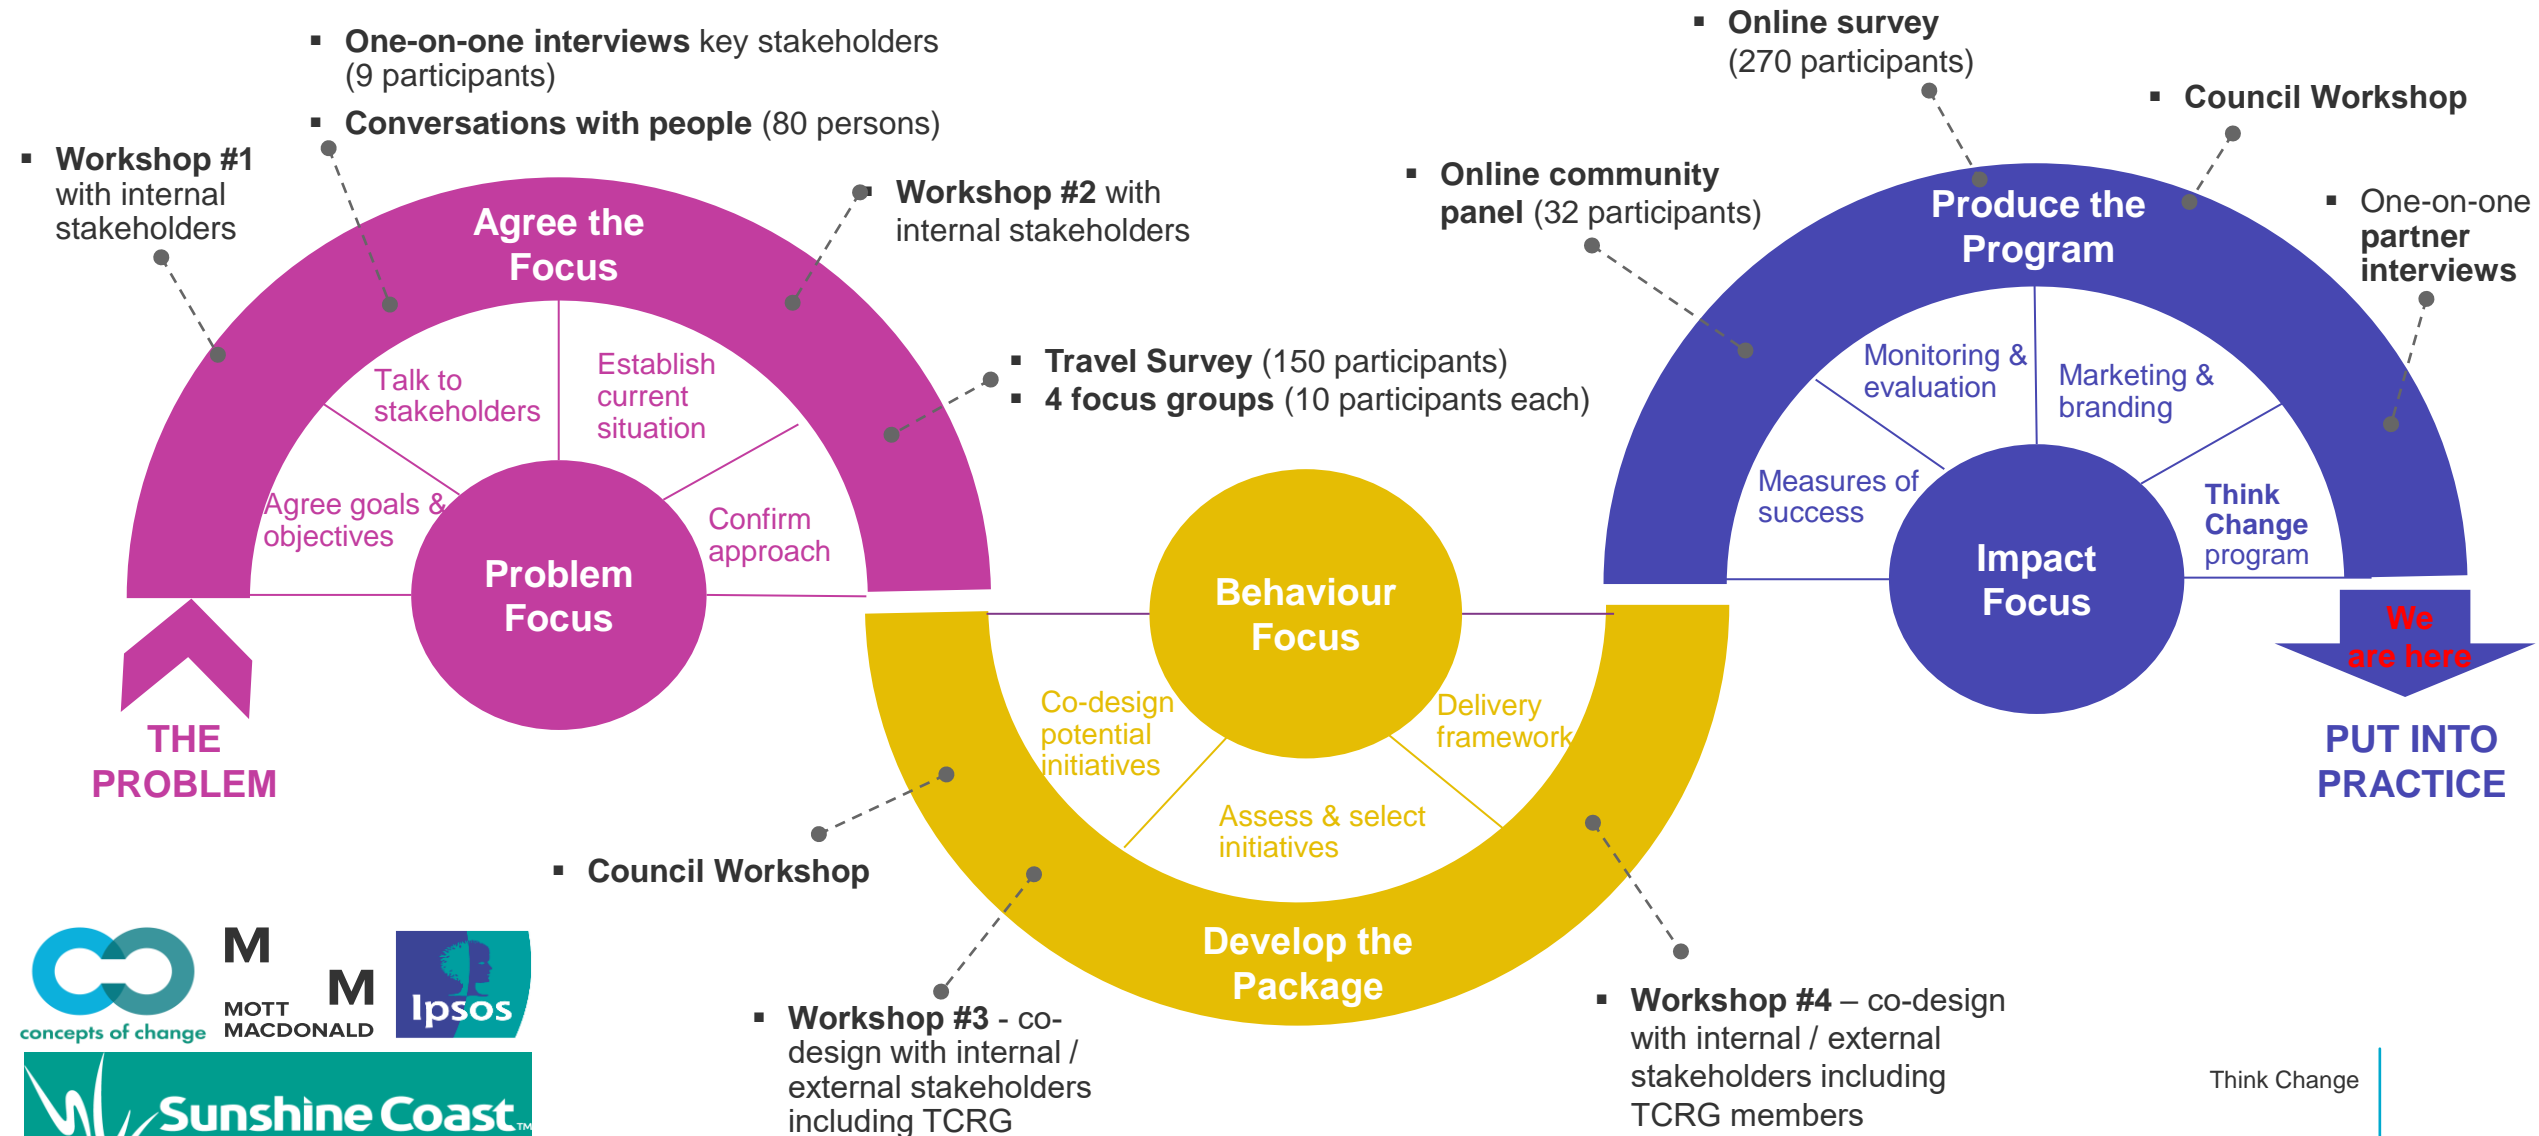 ▪ One-on-one interviews key stakeholders
(9 participants)
▪ Conversations with people (80 persons)
▪ Workshop #1
with internal
stakeholders
▪ Workshop #2 with
internal stakeholders
▪ Travel Survey (150 participants)
▪ 4 focus groups (10 participants each)
Agree the
Focus
Talk to
stakeholders
Establish
current
situation
Agree goals &
objectives
Confirm
approach
Problem
Focus
THE
PROBLEM
▪ Online survey
(270 participants)
▪ Council Workshop
▪ Online community
panel (32 participants)
▪ One-on-one
partner
interviews
Produce the
Program
Monitoring &
evaluation
Marketing &
branding
Measures of
success
Think
Change
program
Impact
Focus
We
are here
PUT INTO
PRACTICE
Behaviour
Focus
Co-design
potential
initiatives
Delivery
framework
Assess & select
initiatives
Develop the
Package
▪ Council Workshop
▪ Workshop #3 - co-
design with internal /
external stakeholders
including TCRG
▪ Workshop #4 – co-design
with internal / external
stakeholders including
TCRG members
concepts of change
M
M
MOTT
MACDONALD
Ipsos
Sunshine Coast™
Think Change